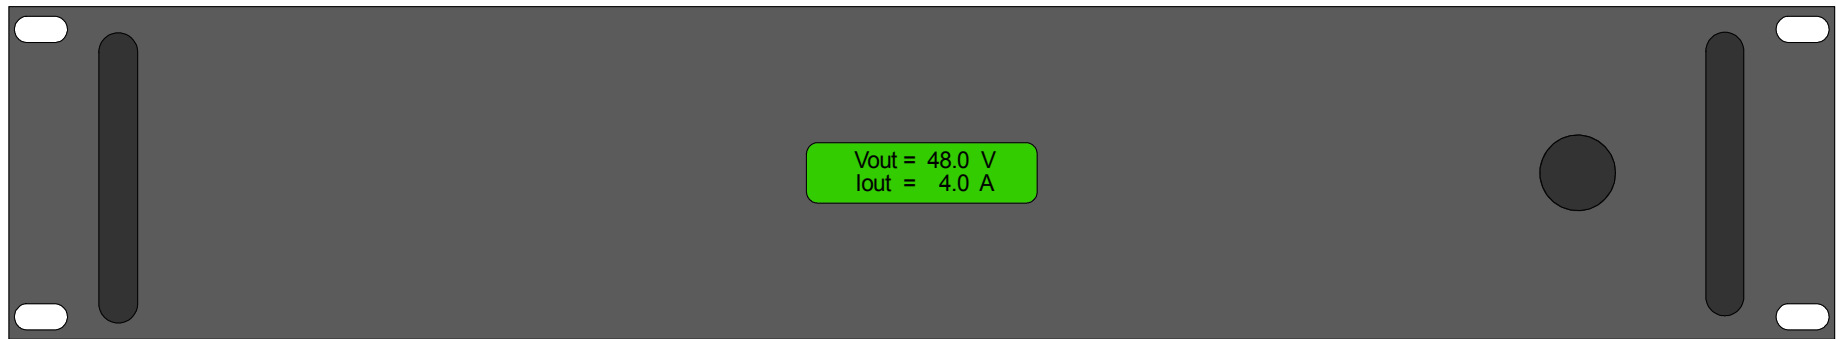 Vout = 48.0 V
Iout = 4.0 A